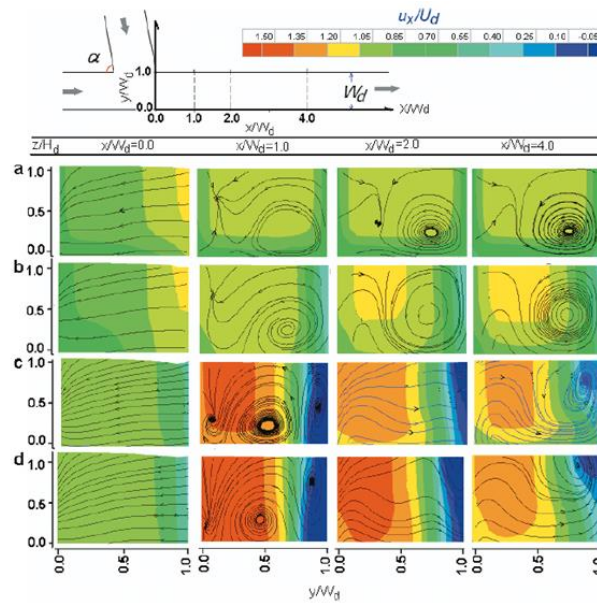 u_x/U_d
1.50 1.35 1.20 1.05 0.85 0.70 0.55 0.40 0.25 0.10 -0.05
α
y/W_d
1.0
0.0
W_d
0.0 1.0 2.0 4.0 X/W_d
x/W_d
z/H_d x/W_d=0.0 x/W_d=1.0 x/W_d=2.0 x/W_d=4.0
a 1.0
0.5
0.0
b 1.0
0.5
0.0
c 1.0
0.5
0.0
d 1.0
0.5
0.0
0.0 0.5 1.0 0.0 0.5 1.0 0.0 0.5 1.0 0.0 0.5 1.0
y/W_d